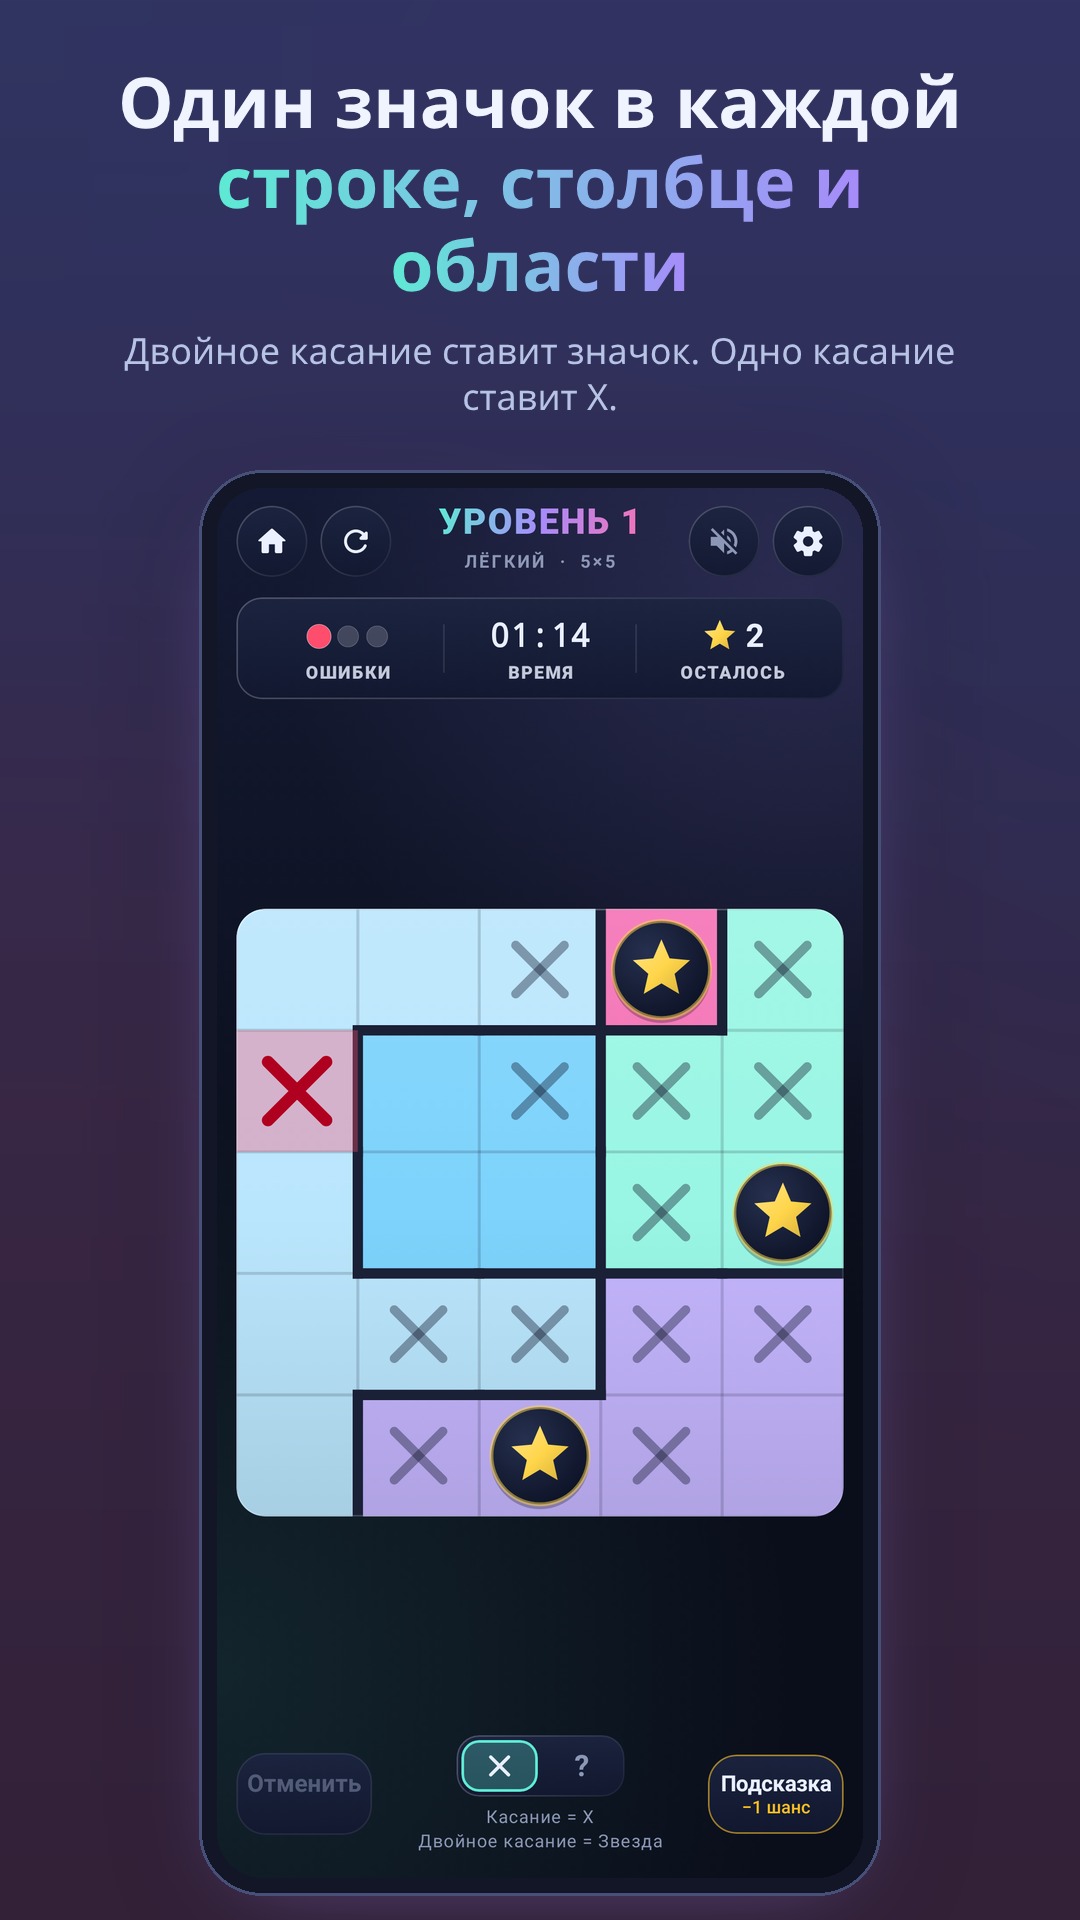 Один значок в каждой
строке, столбце и
области
Двойное касание ставит значок. Одно касание
ставит X.
УРОВЕНЬ 1
ЛЁГКИЙ · 5×5
ОШИБКИ
01:14
ВРЕМЯ
2
ОСТАЛОСЬ
Отменить
?
Касание = X
Двойное касание = Звезда
Подсказка
−1 шанс